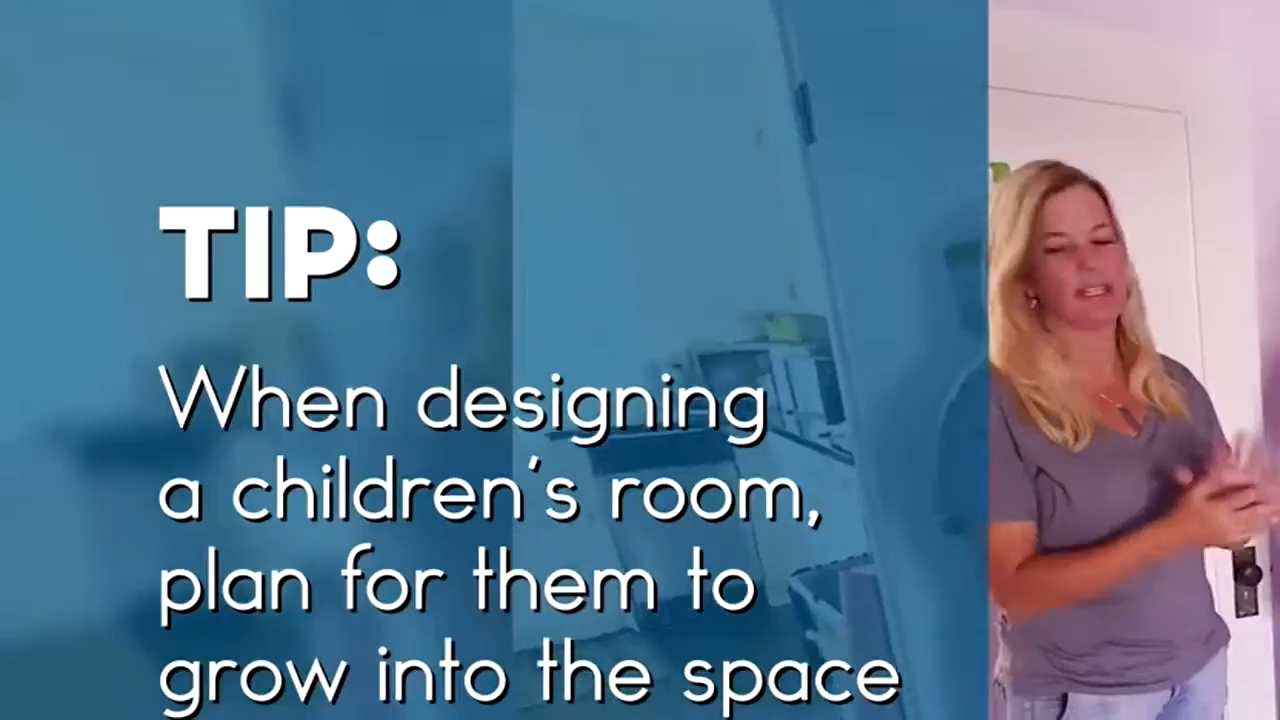 TIP:
When designing
a children's room,
plan for them to
grow into the space